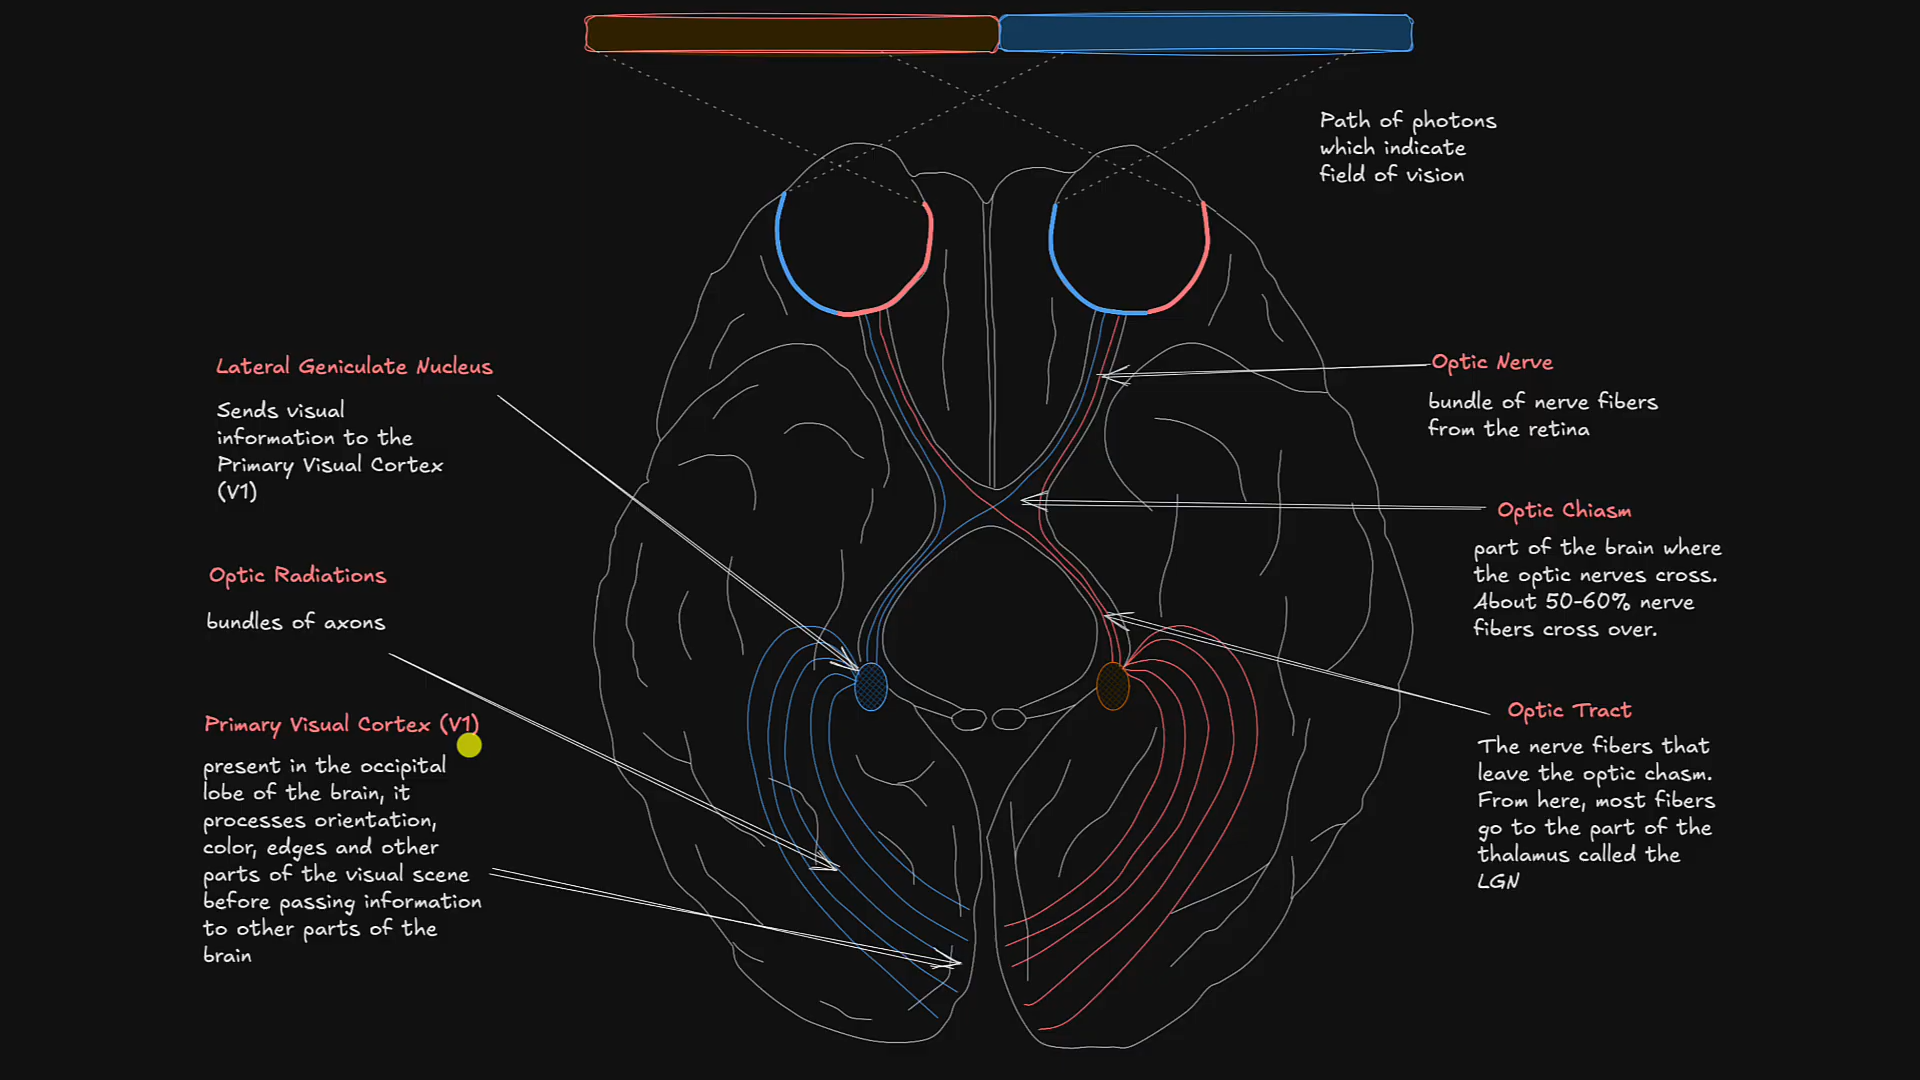 Path of photons
which indicate
field of vision
Lateral Geniculate Nucleus
Sends visual
information to the
Primary Visual Cortex
(V1)
Optic Radiations
bundles of axons
Primary Visual Cortex (V1)
present in the occipital
lobe of the brain, it
processes orientation,
color, edges and other
parts of the visual scene
before passing information
to other parts of the
brain
Optic Nerve
bundle of nerve fibers
from the retina
Optic Chiasm
part of the brain where
the optic nerves cross.
About 50-60% nerve
fibers cross over.
Optic Tract
The nerve fibers that
leave the optic chasm.
From here, most fibers
go to the part of the
thalamus called the
LGN